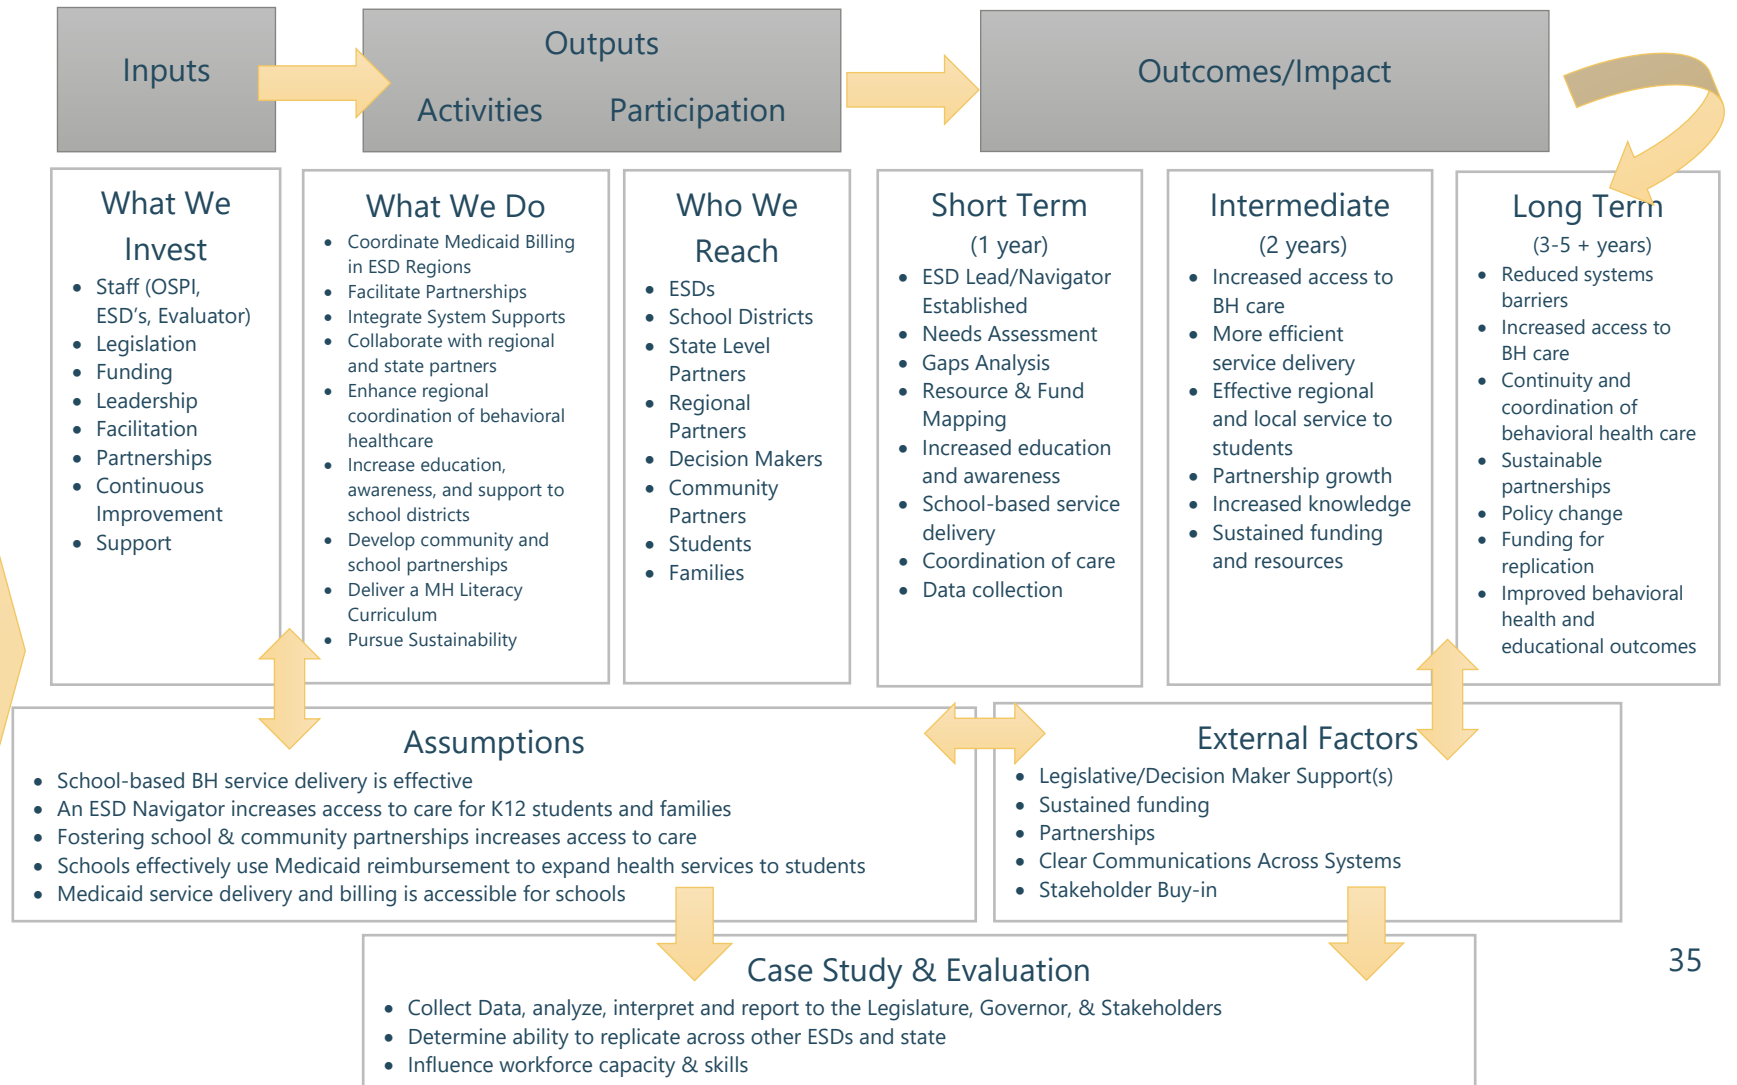 Inputs
Outputs
Activities
Participation
Outcomes/Impact
What We
Invest
• Staff (OSPI,
ESD's, Evaluator)
• Legislation
• Funding
• Leadership
• Facilitation
• Partnerships
• Continuous
Improvement
• Support
What We Do
• Coordinate Medicaid Billing
in ESD Regions
• Facilitate Partnerships
• Integrate System Supports
• Collaborate with regional
and state partners
• Enhance regional
coordination of behavioral
healthcare
• Increase education,
awareness, and support to
school districts
• Develop community and
school partnerships
• Deliver a MH Literacy
Curriculum
• Pursue Sustainability
Who We
Reach
• ESDs
• School Districts
• State Level
Partners
• Regional
Partners
• Decision Makers
• Community
Partners
• Students
• Families
Short Term
(1 year)
• ESD Lead/Navigator
Established
• Needs Assessment
• Gaps Analysis
• Resource & Fund
Mapping
• Increased education
and awareness
• School-based service
delivery
• Coordination of care
• Data collection
Intermediate
(2 years)
• Increased access to
BH care
• More efficient
service delivery
• Effective regional
and local service to
students
• Partnership growth
• Increased knowledge
• Sustained funding
and resources
Long Term
(3-5 + years)
• Reduced systems
barriers
• Increased access to
BH care
• Continuity and
coordination of
behavioral health care
• Sustainable
partnerships
• Policy change
• Funding for
replication
• Improved behavioral
health and
educational outcomes
Assumptions
• School-based BH service delivery is effective
• An ESD Navigator increases access to care for K12 students and families
• Fostering school & community partnerships increases access to care
• Schools effectively use Medicaid reimbursement to expand health services to students
• Medicaid service delivery and billing is accessible for schools
External Factors
• Legislative/Decision Maker Support(s)
• Sustained funding
• Partnerships
• Clear Communications Across Systems
• Stakeholder Buy-in
Case Study & Evaluation
• Collect Data, analyze, interpret and report to the Legislature, Governor, & Stakeholders
• Determine ability to replicate across other ESDs and state
• Influence workforce capacity & skills
35